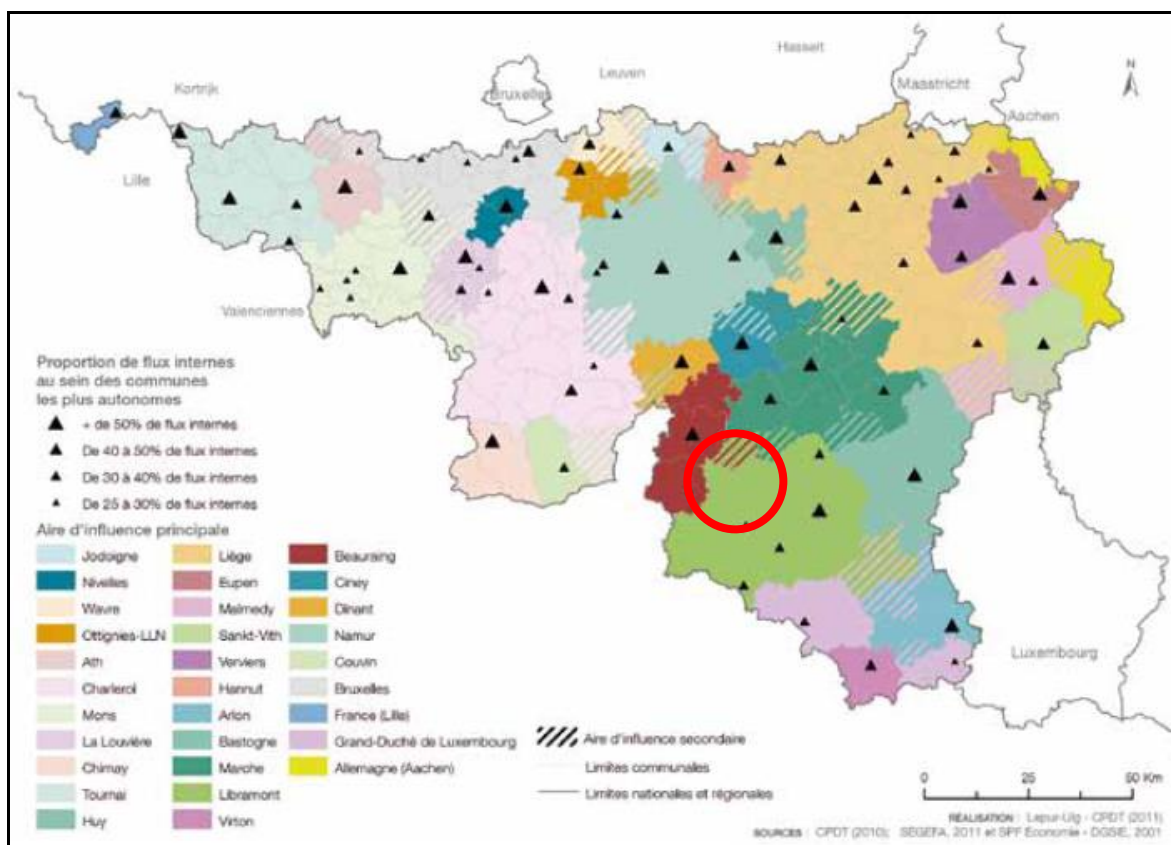 Hasselt
Kortrijk
Leuven
Bruxelles
Maastricht
N
Aachen
Lille
Valenciennes
Luxembourg
Proportion de flux internes
au sein des communes
les plus autonomes
+ de 50% de flux internes
De 40 à 50% de flux internes
De 30 à 40% de flux internes
De 25 à 30% de flux internes
Aire d'influence principale
Jodoigne
Liège
Beauraing
Nivelles
Eupen
Ciney
Wavre
Malmedy
Dinant
Ottignies-LLN
Sankt-Vith
Namur
Ath
Verviers
Couvin
Charleroi
Hannut
Bruxelles
Mons
Arlon
France (Lille)
La Louvière
Bastogne
Grand-Duché de Luxembourg
Chimay
Marche
Allemagne (Aachen)
Tournai
Libramont
Huy
Virton
Aire d'influence secondaire
Limites communales
Limites nationales et régionales
0 25 50 Km
RÉALISATION : Lepur-Ulg - CPDT (2011)
SOURCES : CPDT (2010); SEGEFA, 2011 et SPF Economie - DGSIE, 2001